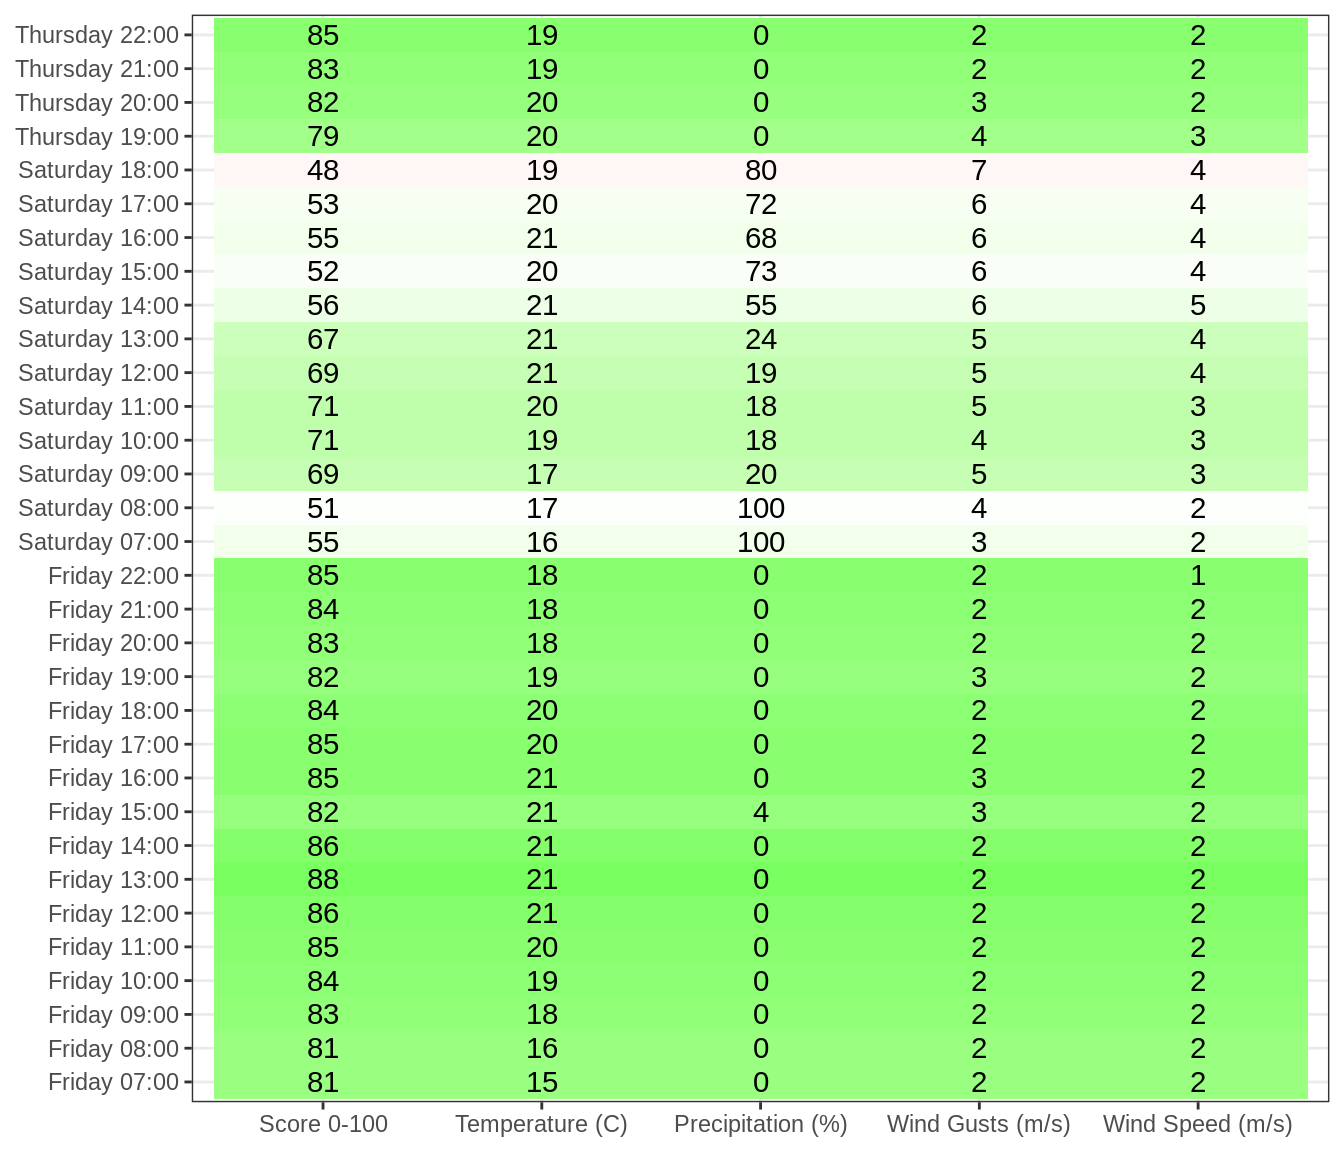 Thursday 22:00 85 19 0 2 2
Thursday 21:00 83 19 0 2 2
Thursday 20:00 82 20 0 3 2
Thursday 19:00 79 20 0 4 3
Saturday 18:00 48 19 80 7 4
Saturday 17:00 53 20 72 6 4
Saturday 16:00 55 21 68 6 4
Saturday 15:00 52 20 73 6 4
Saturday 14:00 56 21 55 6 5
Saturday 13:00 67 21 24 5 4
Saturday 12:00 69 21 19 5 4
Saturday 11:00 71 20 18 5 3
Saturday 10:00 71 19 18 4 3
Saturday 09:00 69 17 20 5 3
Saturday 08:00 51 17 100 4 2
Saturday 07:00 55 16 100 3 2
Friday 22:00 85 18 0 2 1
Friday 21:00 84 18 0 2 2
Friday 20:00 83 18 0 2 2
Friday 19:00 82 19 0 3 2
Friday 18:00 84 20 0 2 2
Friday 17:00 85 20 0 2 2
Friday 16:00 85 21 0 3 2
Friday 15:00 82 21 4 3 2
Friday 14:00 86 21 0 2 2
Friday 13:00 88 21 0 2 2
Friday 12:00 86 21 0 2 2
Friday 11:00 85 20 0 2 2
Friday 10:00 84 19 0 2 2
Friday 09:00 83 18 0 2 2
Friday 08:00 81 16 0 2 2
Friday 07:00 81 15 0 2 2
Score 0-100 Temperature (C) Precipitation (%) Wind Gusts (m/s) Wind Speed (m/s)